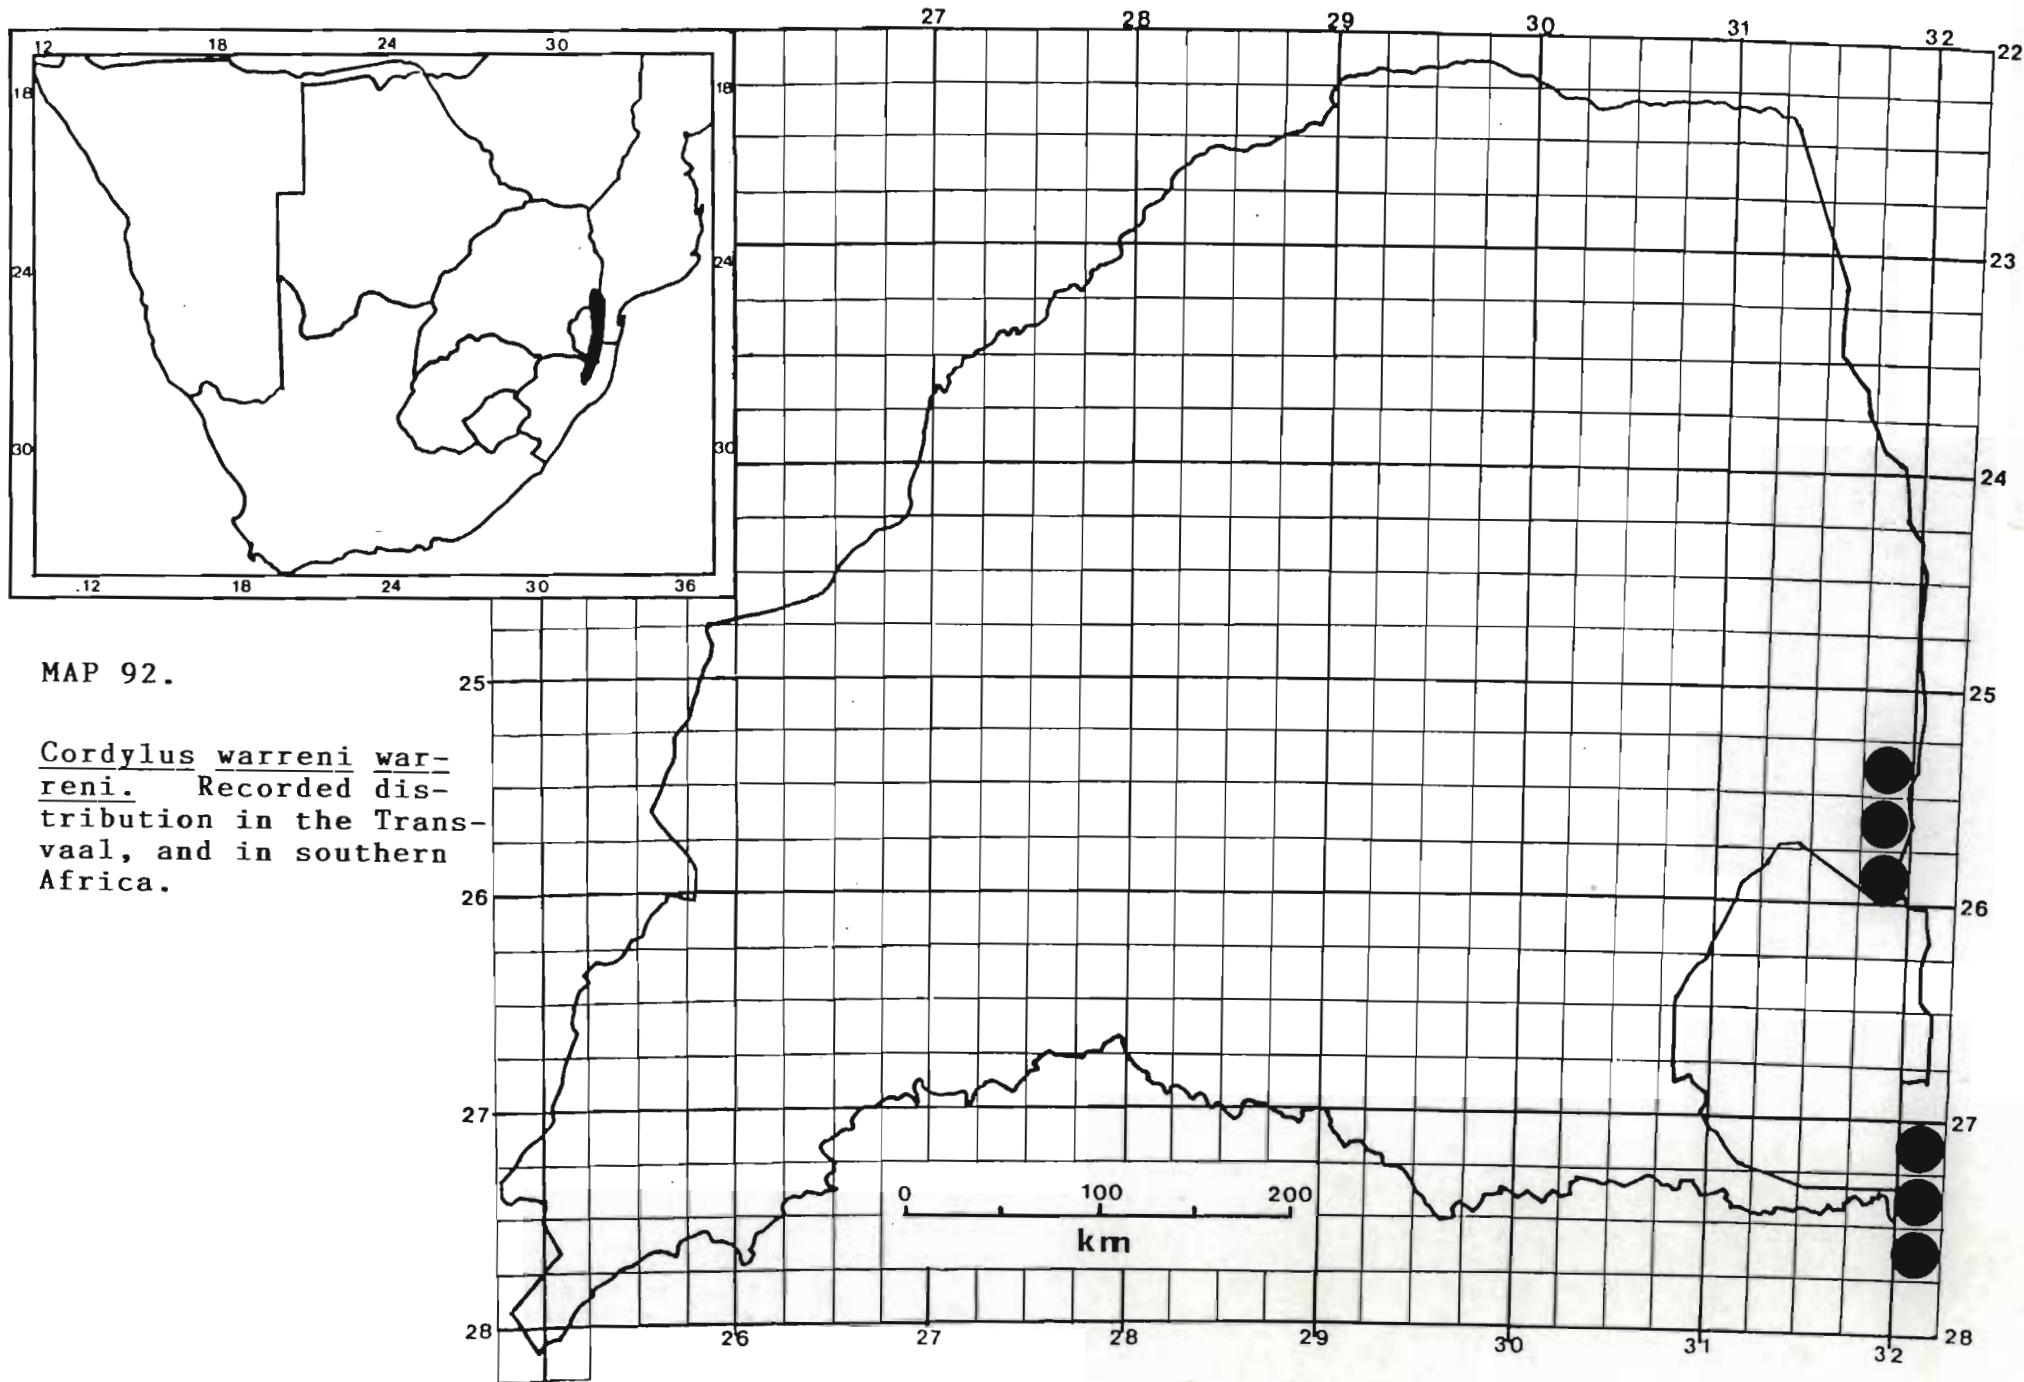 27 28 29 30 31 32
12 18 24 30
22
18 18
23
24 24
24
30 30
.12 18 24 30 36
MAP 92.
25 25
Cordylus warreni war-
reni. Recorded dis-
tribution in the Trans-
vaal, and in southern
Africa.
26 26
27 27
0 100 200
km
28 28
26 27 28 29 30 31 32